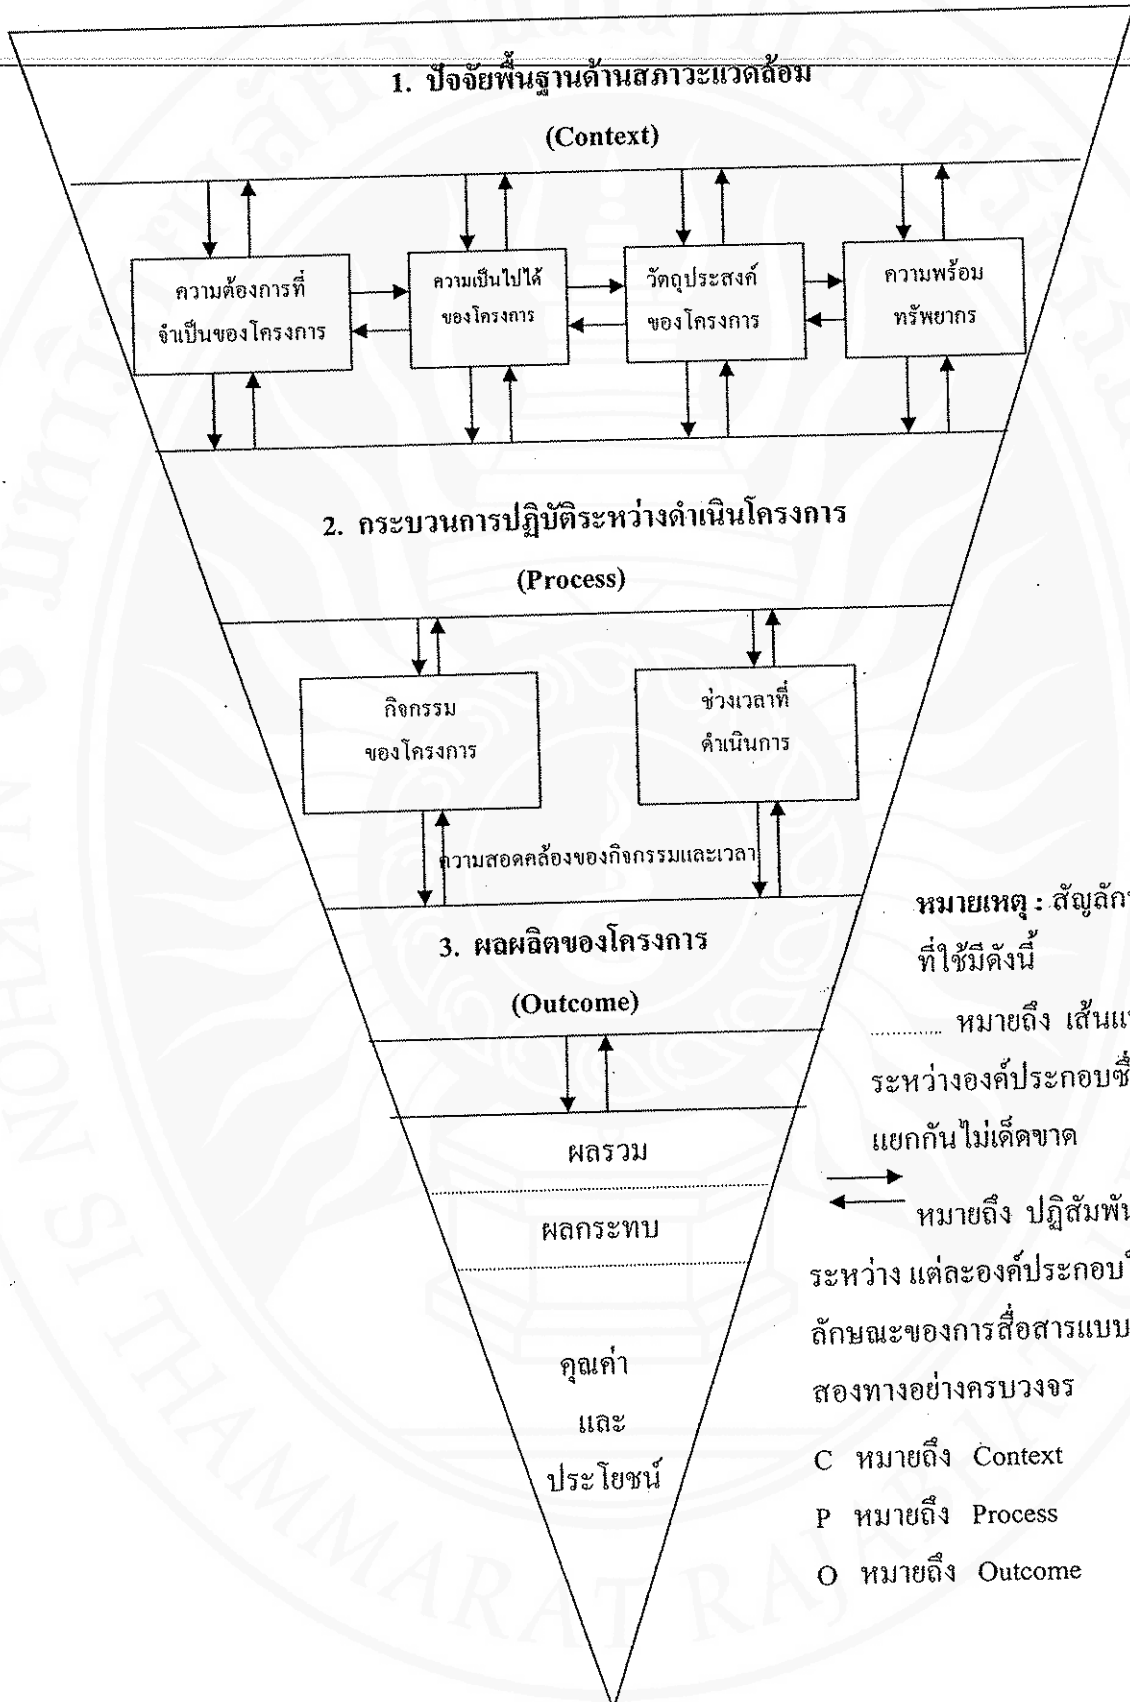 1. ปัจจัยพื้นฐานด้านสภาวะแวดล้อม
(Context)
ความต้องการที่
จำเป็นของโครงการ
ความเป็นไปได้
ของโครงการ
วัตถุประสงค์
ของโครงการ
ความพร้อม
ทรัพยากร
2. กระบวนการปฏิบัติระหว่างดำเนินโครงการ
(Process)
กิจกรรม
ของโครงการ
ช่วงเวลาที่
ดำเนินการ
ความสอดคล้องของกิจกรรมและเวลา
3. ผลผลิตของโครงการ
(Outcome)
ผลรวม
ผลกระทบ
คุณค่า
และ
ประโยชน์
หมายเหตุ :
ที่ใช้มีดังนี้
............ หมายถึง
ระหว่างองค์ประกอบซึ่
แยกกันไม่เด็ดขาด
หมายถึง
ระหว่าง แต่ละองค์ประกอบ
ลักษณะของการสื่อสารแบบ
สองทางอย่างครบวงจร
C หมายถึง Context
P หมายถึง Process
O หมายถึง Outcome
NAKHON SI THAMMARAT RAJABHAT